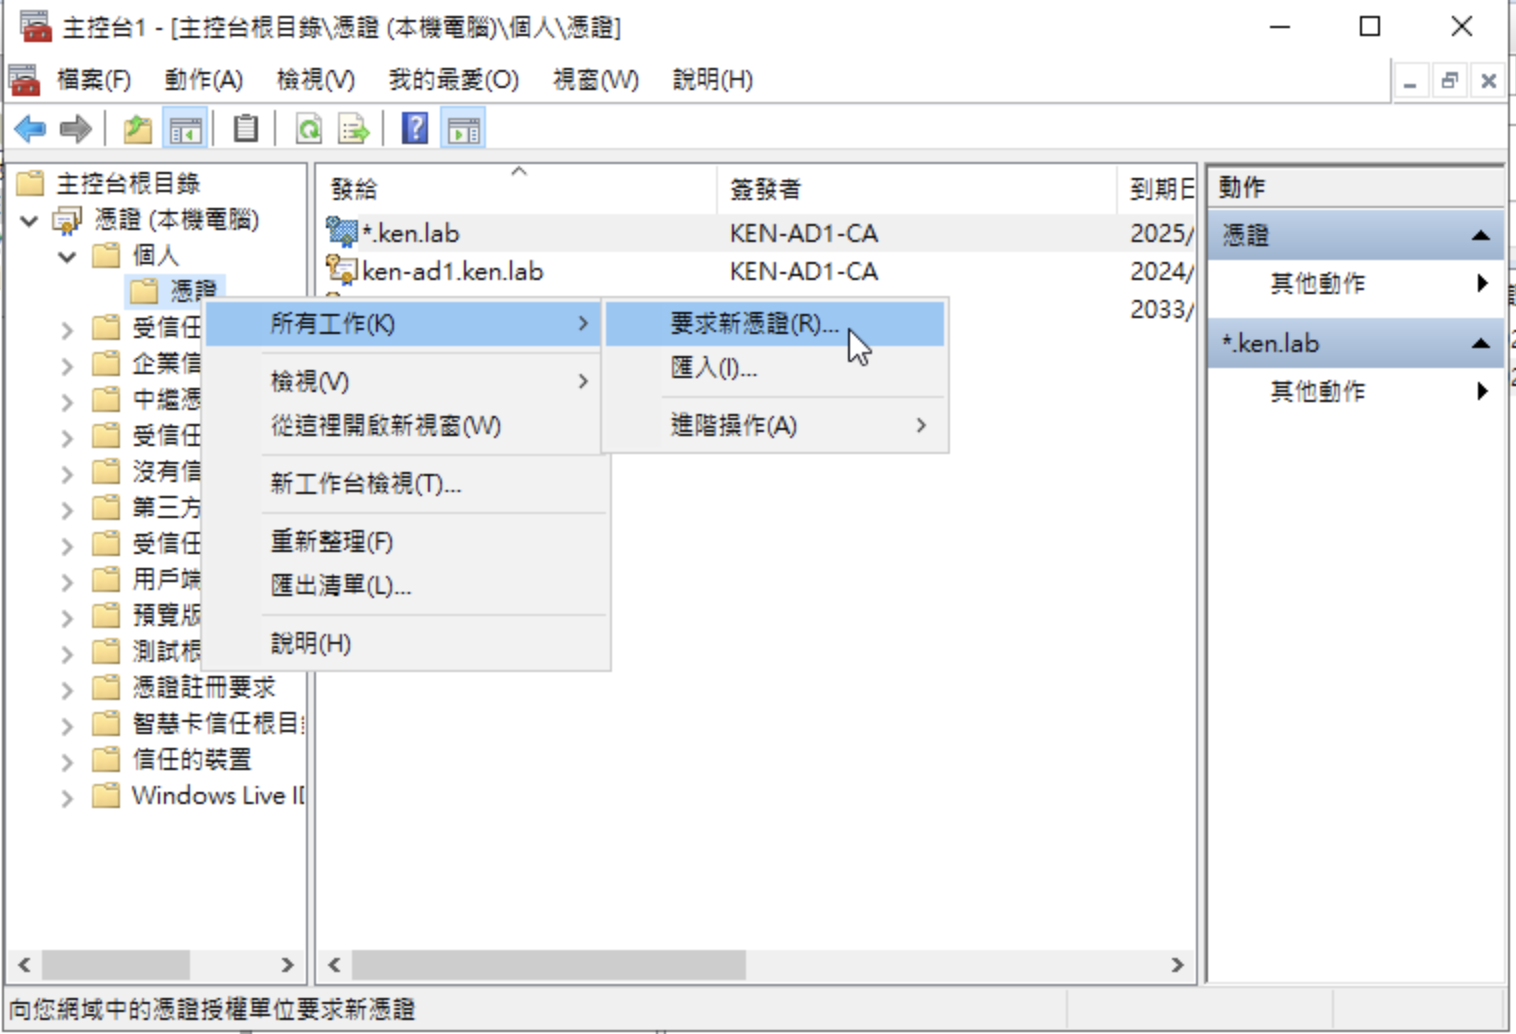 主控台1 - [主控台根目錄\憑證 (本機電腦)\個人\憑證]
檔案(F) 動作(A) 檢視(V) 我的最愛(O) 視窗(W) 說明(H)
主控台根目錄
憑證 (本機電腦)
個人
憑證
受信任
企業信
中繼憑
受信任
沒有信
第三方
受信任
用戶端
預覽版
測試根
憑證註冊要求
智慧卡信任根目
信任的裝置
Windows Live I
發給 簽發者 到期日
*.ken.lab KEN-AD1-CA 2025/
ken-ad1.ken.lab KEN-AD1-CA 2024/
2033/
所有工作(K)
檢視(V)
從這裡開啟新視窗(W)
新工作台檢視(T)...
重新整理(F)
匯出清單(L)...
說明(H)
要求新憑證(R)...
匯入(I)...
進階操作(A)
動作
憑證
其他動作
*.ken.lab
其他動作
向您網域中的憑證授權單位要求新憑證